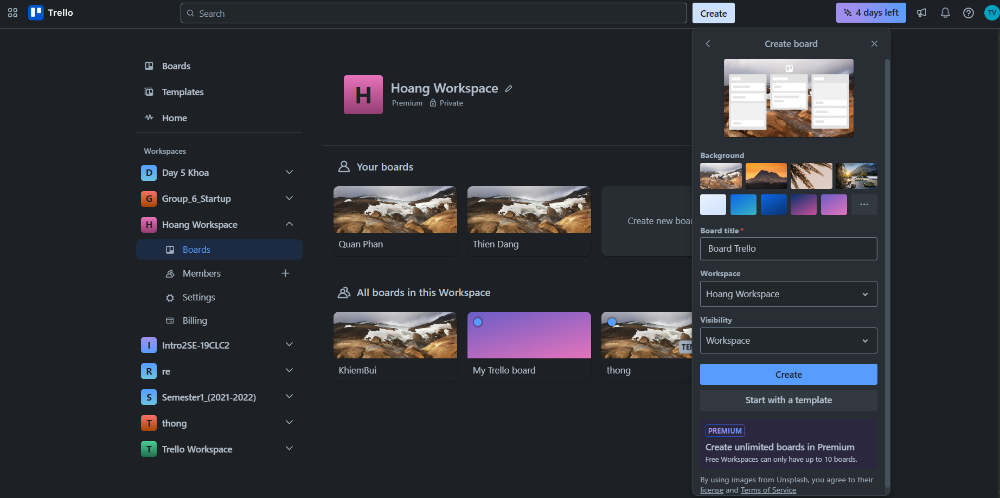 Trello
Search
Create
4 days left
TV
Boards
Templates
Home
Workspaces
D Day 5 Khoa
G Group_6_Startup
H Hoang Workspace
Boards
Members
Settings
Billing
I Intro2SE-19CLC2
R re
S Semester1_(2021-2022)
T thong
T Trello Workspace
H
Hoang Workspace
Premium Private
Your boards
Quan Phan
Thien Dang
Create new boar
All boards in this Workspace
KhiemBui
My Trello board
TEM
thong
Create board
Background
Board title*
Board Trello
Workspace
Hoang Workspace
Visibility
Workspace
Create
Start with a template
PREMIUM
Create unlimited boards in Premium
Free Workspaces can only have up to 10 boards.
By using images from Unsplash, you agree to their
license and Terms of Service